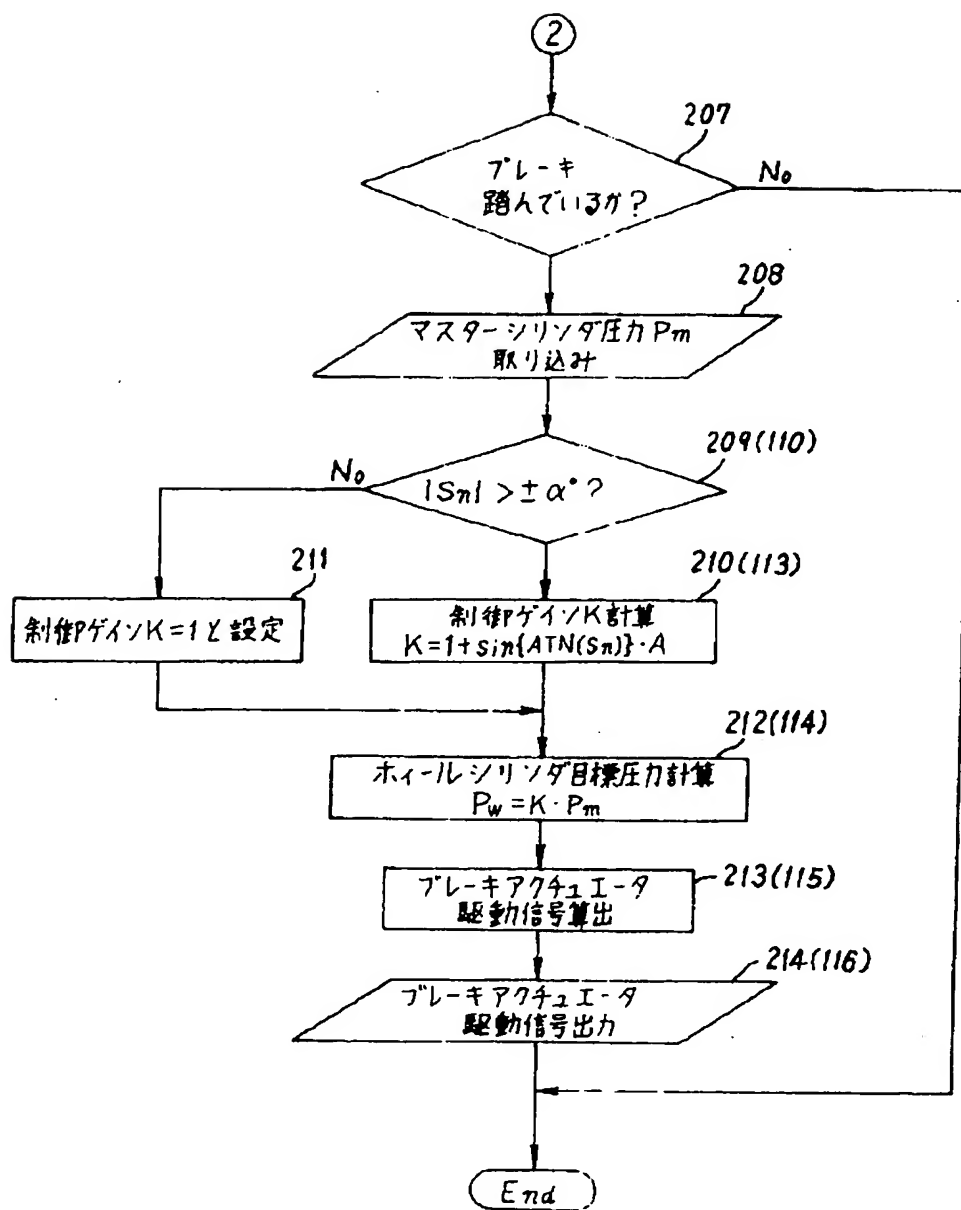 2
207
ブレーキ
踏んでいるか?
No
208
マスターシリンダ圧力 Pm
取り込み
209(110)
No
|Sn| > ± α° ?
211
制御Pゲイン K=1と設定
210(113)
制御Pゲイン K 計算
K=1+sin{ATN(Sn)}·A
212(114)
ホィールシリンダ目標圧力計算
Pw=K·Pm
213(115)
ブレーキアクチュエータ
駆動信号算出
214(116)
ブレーキアクチュエータ
駆動信号出力
End